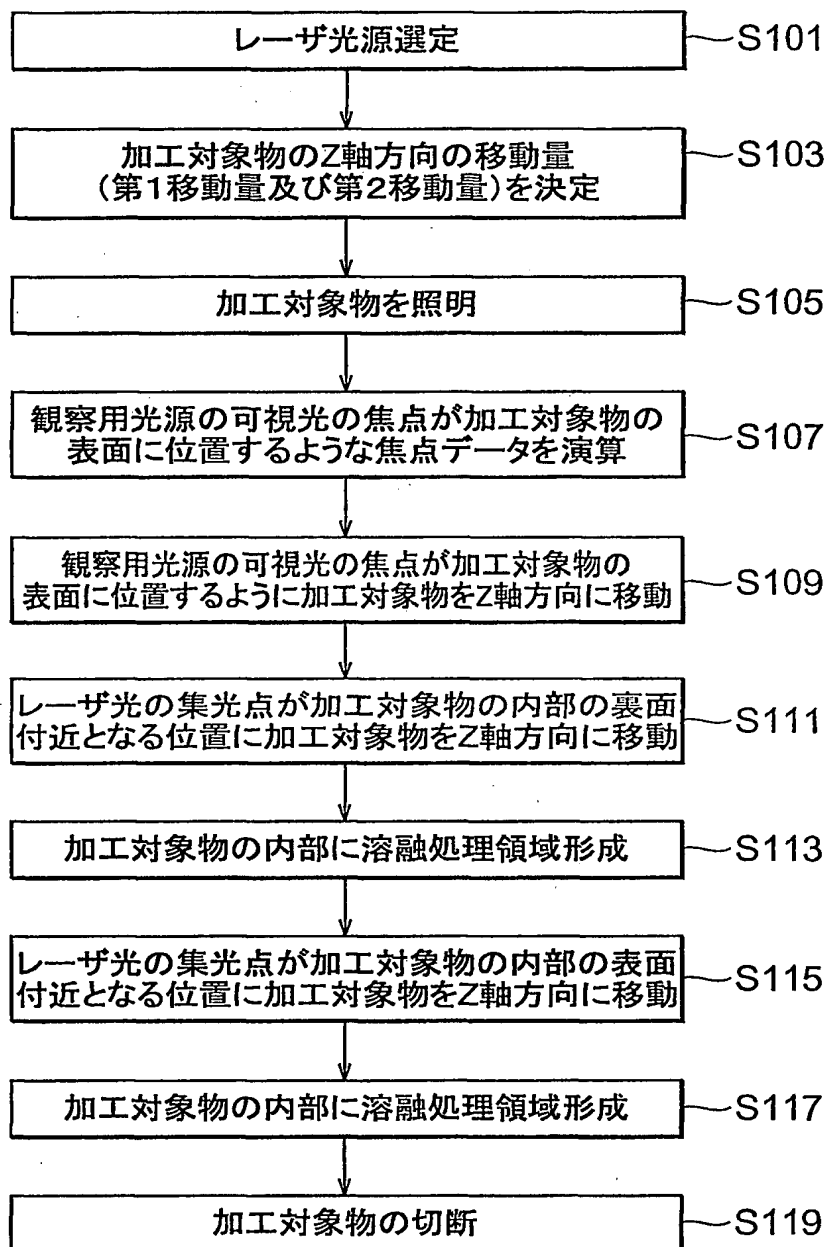 レーザ光源選定
S101
加工対象物のZ軸方向の移動量
(第1移動量及び第2移動量)を決定
S103
加工対象物を照明
S105
観察用光源の可視光の焦点が加工対象物の
表面に位置するような焦点データを演算
S107
観察用光源の可視光の焦点が加工対象物の
表面に位置するように加工対象物をZ軸方向に移動
S109
レーザ光の集光点が加工対象物の内部の裏面
付近となる位置に加工対象物をZ軸方向に移動
S111
加工対象物の内部に溶融処理領域形成
S113
レーザ光の集光点が加工対象物の内部の表面
付近となる位置に加工対象物をZ軸方向に移動
S115
加工対象物の内部に溶融処理領域形成
S117
加工対象物の切断
S119